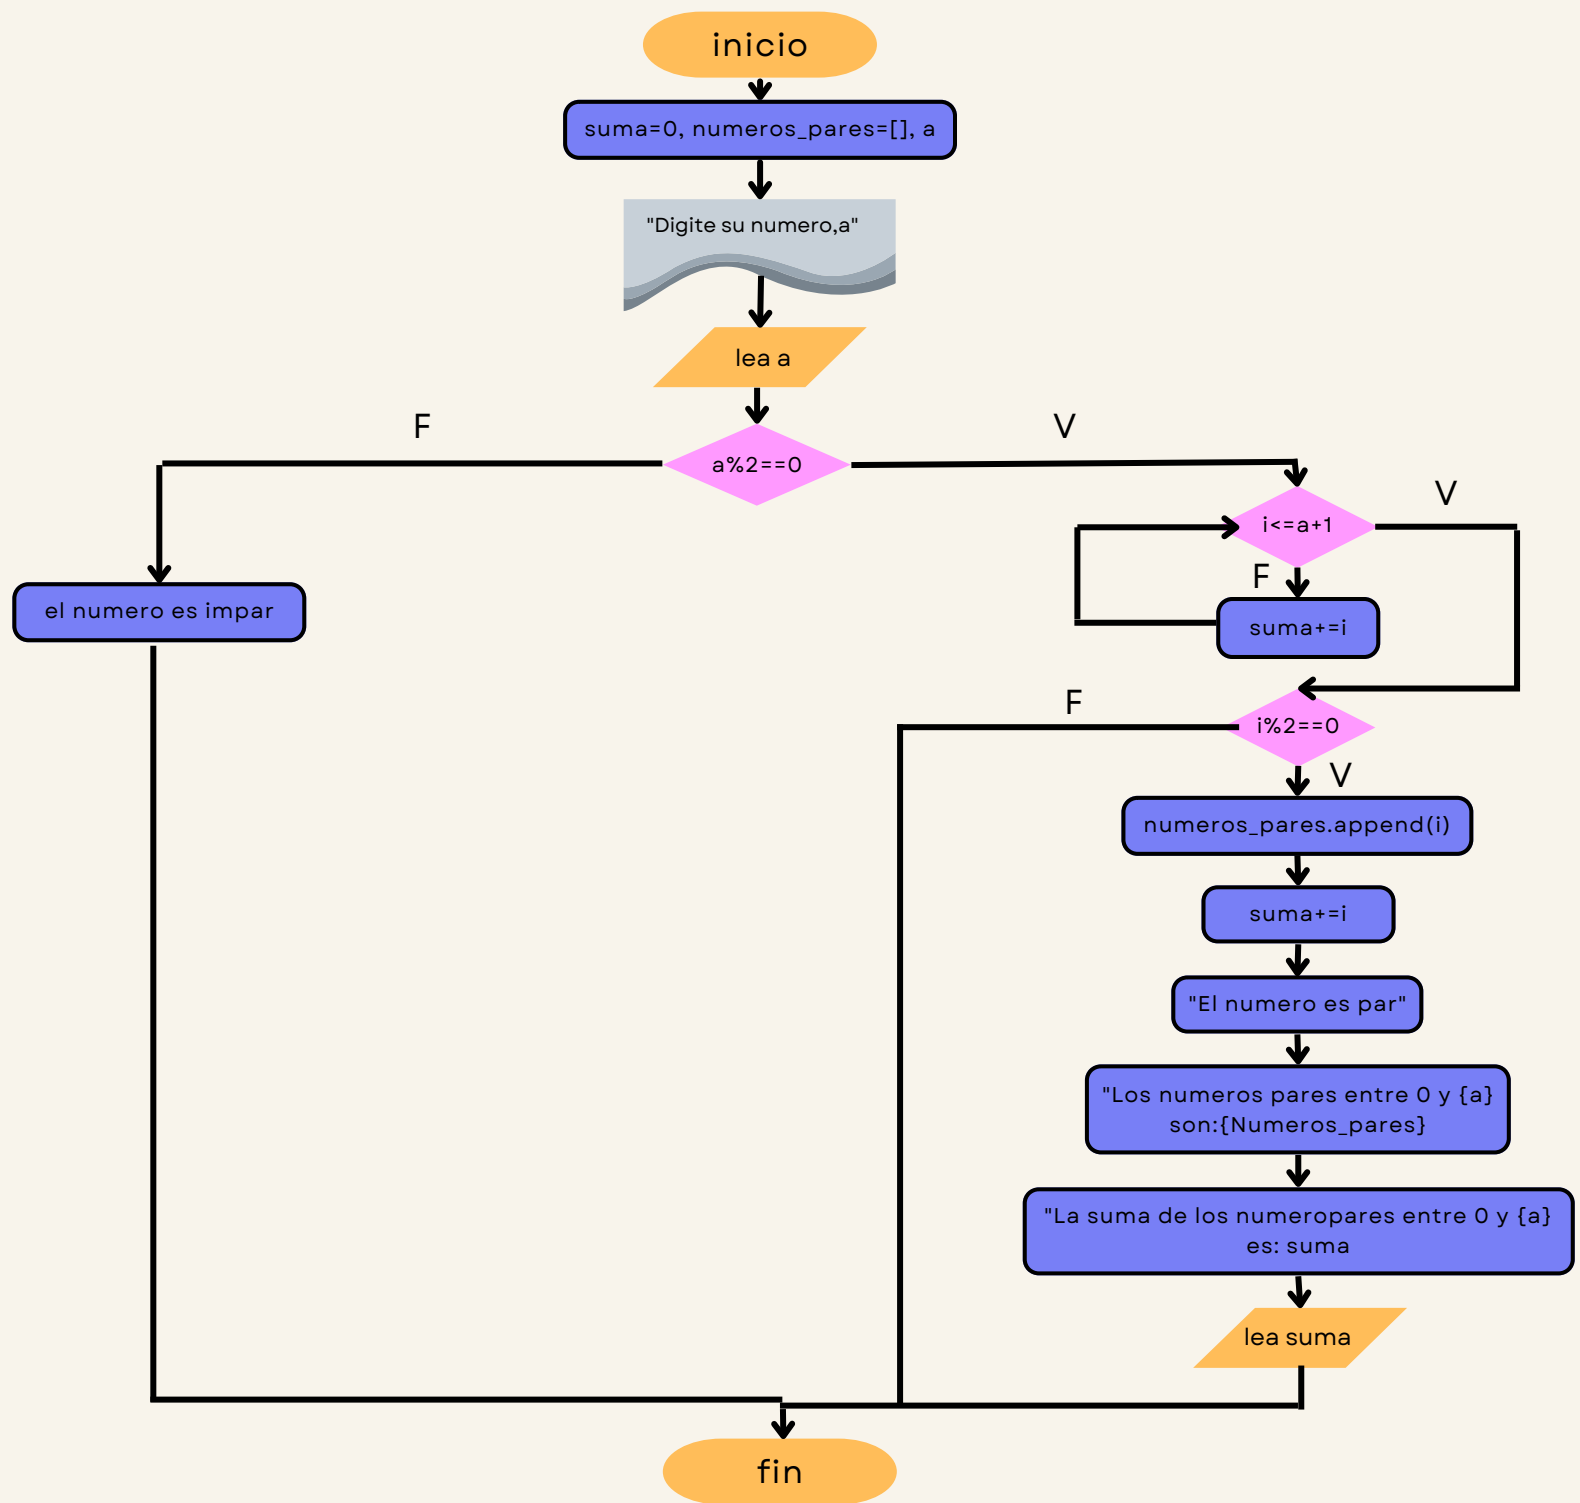 inicio
suma=0, numeros_pares=[], a
"Digite su numero,a"
lea a
F
V
a%2==0
V
i<=a+1
F
el numero es impar
suma+=i
F
i%2==0
V
numeros_pares.append(i)
suma+=i
"El numero es par"
"Los numeros pares entre 0 y {a}
son:{Numeros_pares}
"La suma de los numeropares entre 0 y {a}
es: suma
lea suma
fin